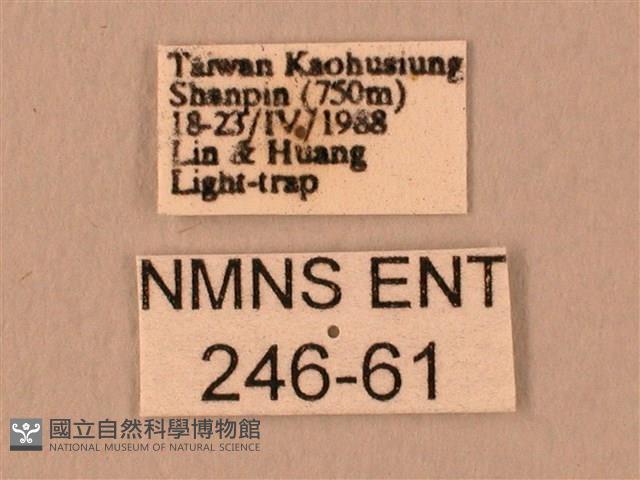 Taiwan Kaohusiung
Shanpin (750m)
18-23/IV./1988
Lin & Huang
Light-trap
NMNS ENT
246-61
國立自然科學博物館
NATIONAL MUSEUM OF NATURAL SCIENCE